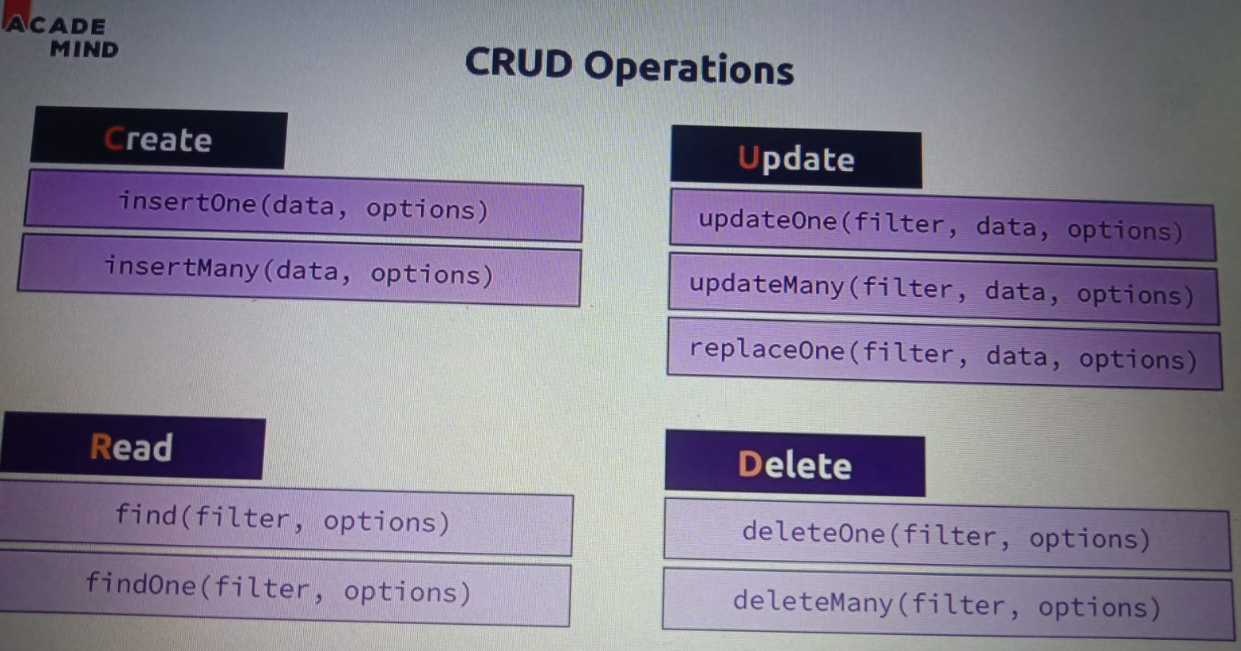 ACADE
MIND
CRUD Operations
Create
insertOne(data, options)
insertMany(data, options)
Update
updateOne(filter, data, options)
updateMany(filter, data, options)
replaceOne(filter, data, options)
Read
find(filter, options)
findOne(filter, options)
Delete
deleteOne(filter, options)
deleteMany(filter, options)